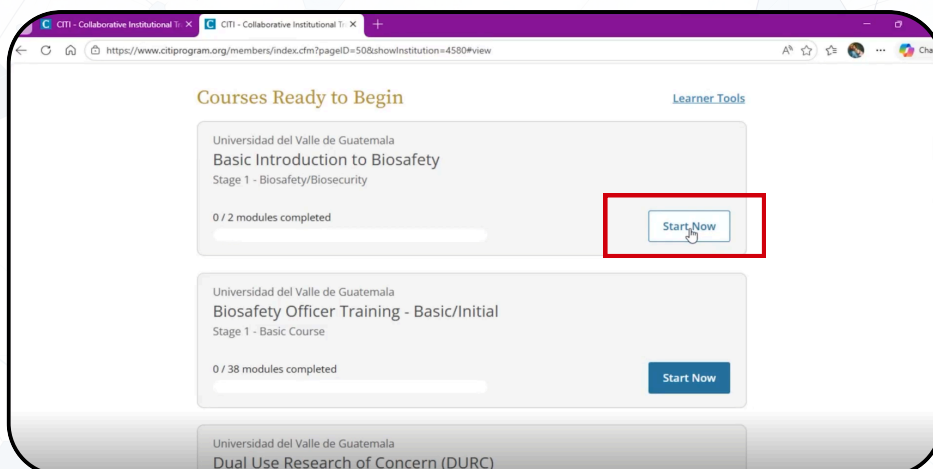 CITI - Collaborative Institutional Tr
CITI - Collaborative Institutional Tr
https://www.citiprogram.org/members/index.cfm?pageID=50&showInstitution=4580#view
Cha
Courses Ready to Begin
Learner Tools
Universidad del Valle de Guatemala
Basic Introduction to Biosafety
Stage 1 - Biosafety/Biosecurity
0 / 2 modules completed
Start Now
Universidad del Valle de Guatemala
Biosafety Officer Training - Basic/Initial
Stage 1 - Basic Course
0 / 38 modules completed
Start Now
Universidad del Valle de Guatemala
Dual Use Research of Concern (DURC)